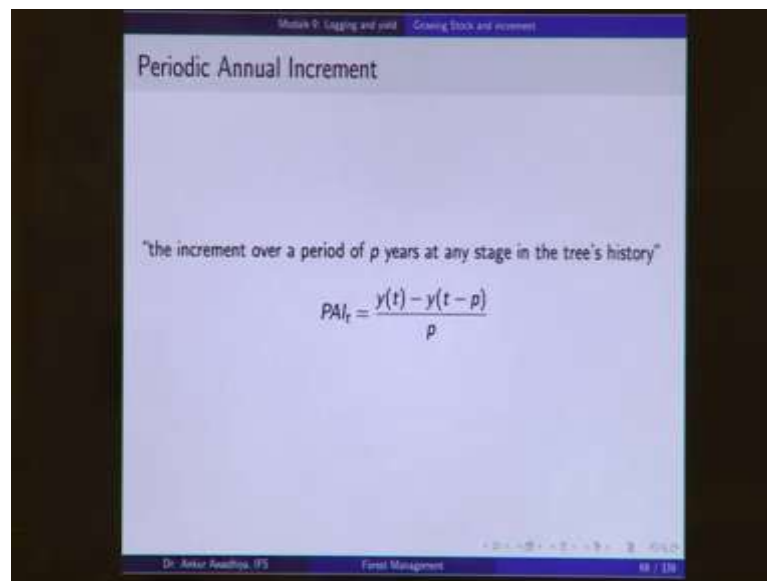 Module 9: Logging and yield Growing Stock and increment
Periodic Annual Increment
"the increment over a period of p years at any stage in the tree's history"
PAIₜ = y(t) − y(t − p)
p
Dr. Ankur Awadhiya, IFS Forest Management